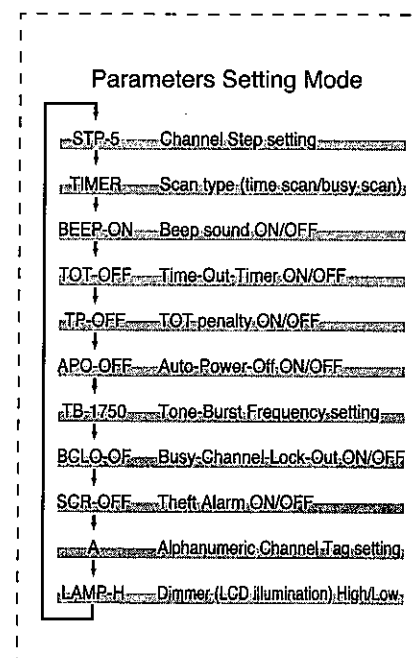 Parameters Setting Mode
STP-5 Channel Step setting
TIMER Scan type (time scan/busy scan)
BEEP-ON Beep sound ON/OFF
TOT-OFF Time-Out-Timer ON/OFF
TP-OFF TOT penalty ON/OFF
APO-OFF Auto-Power-Off ON/OFF
TB-1750 Tone-Burst Frequency setting
BCLO-OF Busy-Channel-Lock-Out ON/OFF
SCR-OFF Theft Alarm ON/OFF
A Alphanumeric Channel Tag setting
LAMP-H Dimmer (LCD illumination) High/Low